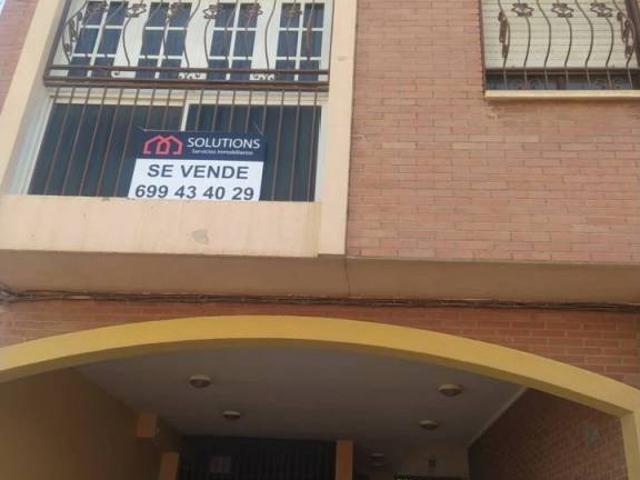 SOLUTIONS
Servicios Inmobiliarios
SE VENDE
699 43 40 29